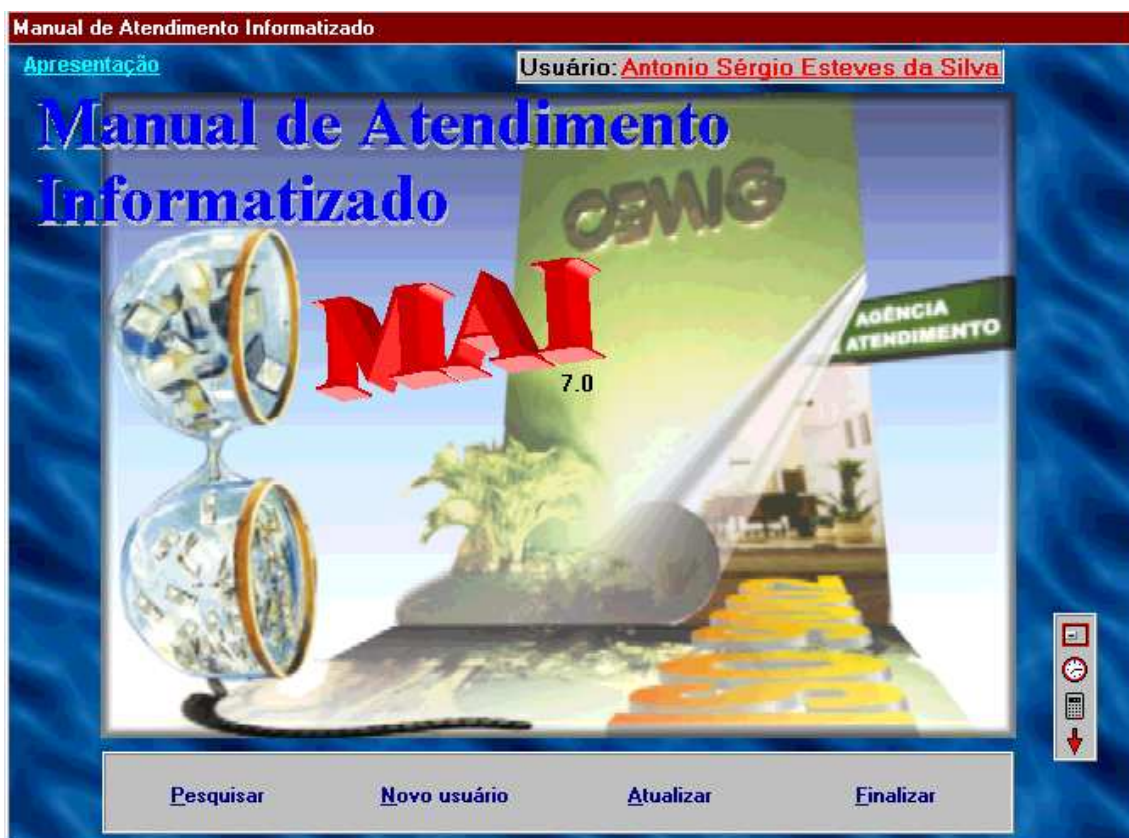 Manual de Atendimento Informatizado
Apresentação
Usuário: Antonio Sérgio Esteves da Silva
Manual de Atendimento
Informatizado
CEMIG
MAI
7.0
AGÊNCIA
ATENDIMENTO
Pesquisar
Novo usuário
Atualizar
Finalizar